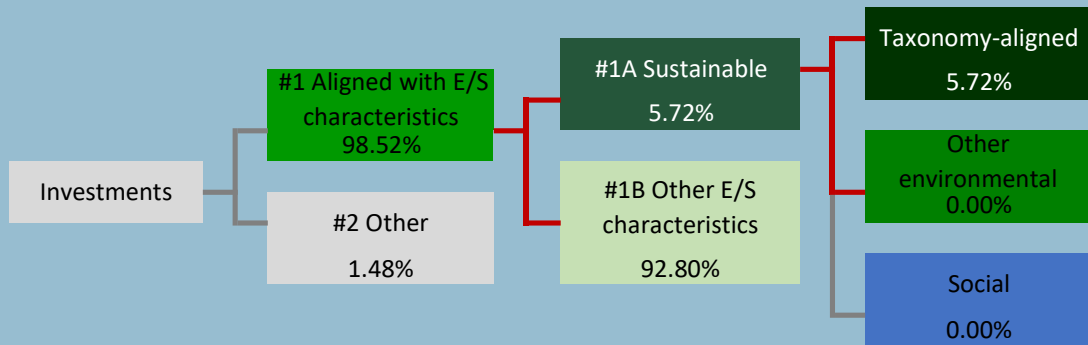 Investments
#1 Aligned with E/S
characteristics
98.52%
#2 Other
1.48%
#1A Sustainable
5.72%
#1B Other E/S
characteristics
92.80%
Taxonomy-aligned
5.72%
Other
environmental
0.00%
Social
0.00%